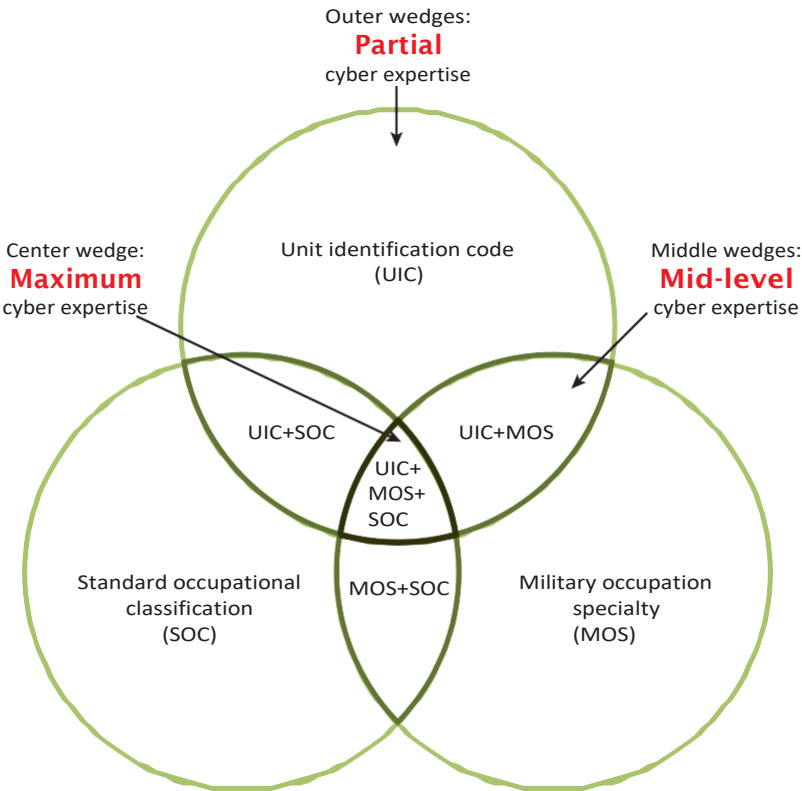 Outer wedges:
Partial
cyber expertise
Center wedge:
Maximum
cyber expertise
Unit identification code
(UIC)
Middle wedges:
Mid-level
cyber expertise
UIC+SOC
UIC+MOS
UIC+
MOS+
SOC
Standard occupational
classification
(SOC)
MOS+SOC
Military occupation
specialty
(MOS)